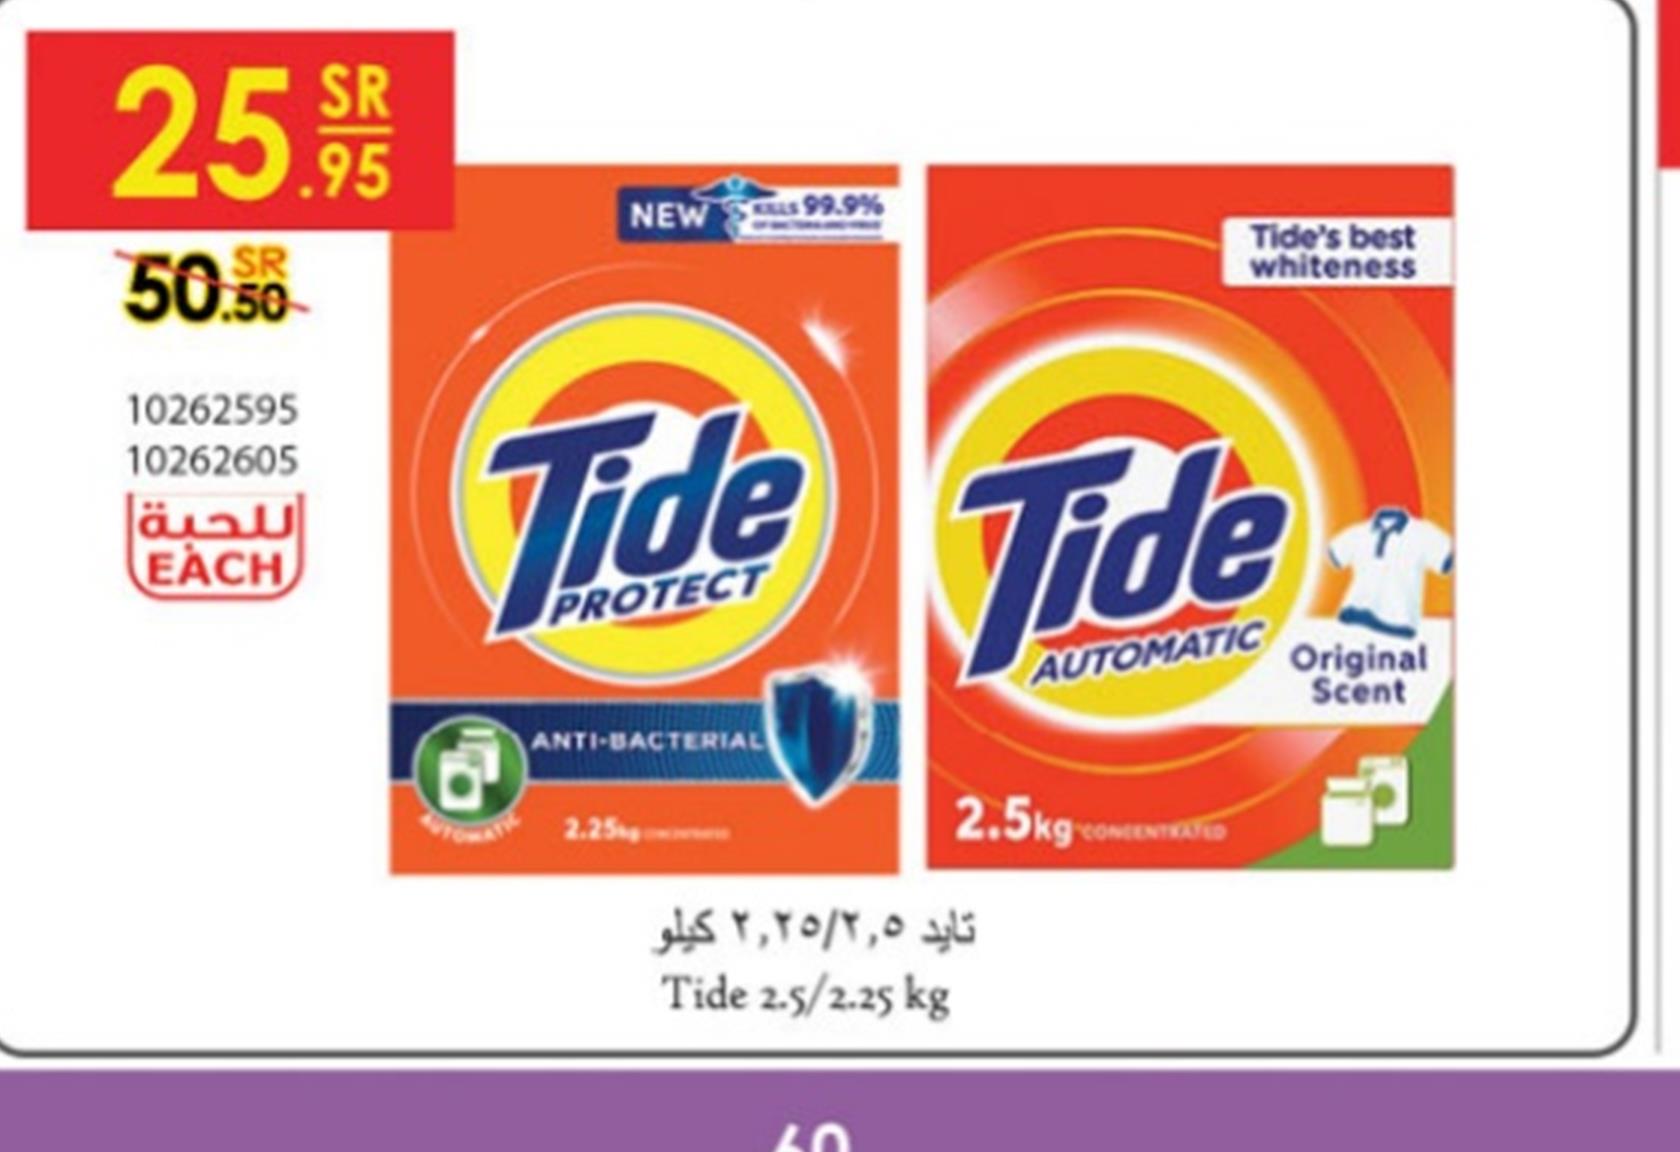 25.95 SR
50.50 SR
10262595
10262605
للحبة
EACH
NEW
KILLS 99.9%
Tide
PROTECT
ANTI-BACTERIAL
AUTOMATIC
2.25kg CONCENTRATED
Tide's best
whiteness
Tide
AUTOMATIC
Original
Scent
2.5kg CONCENTRATED
تايد ٢,٢٥/٢,٥ كيلو
Tide 2.5/2.25 kg